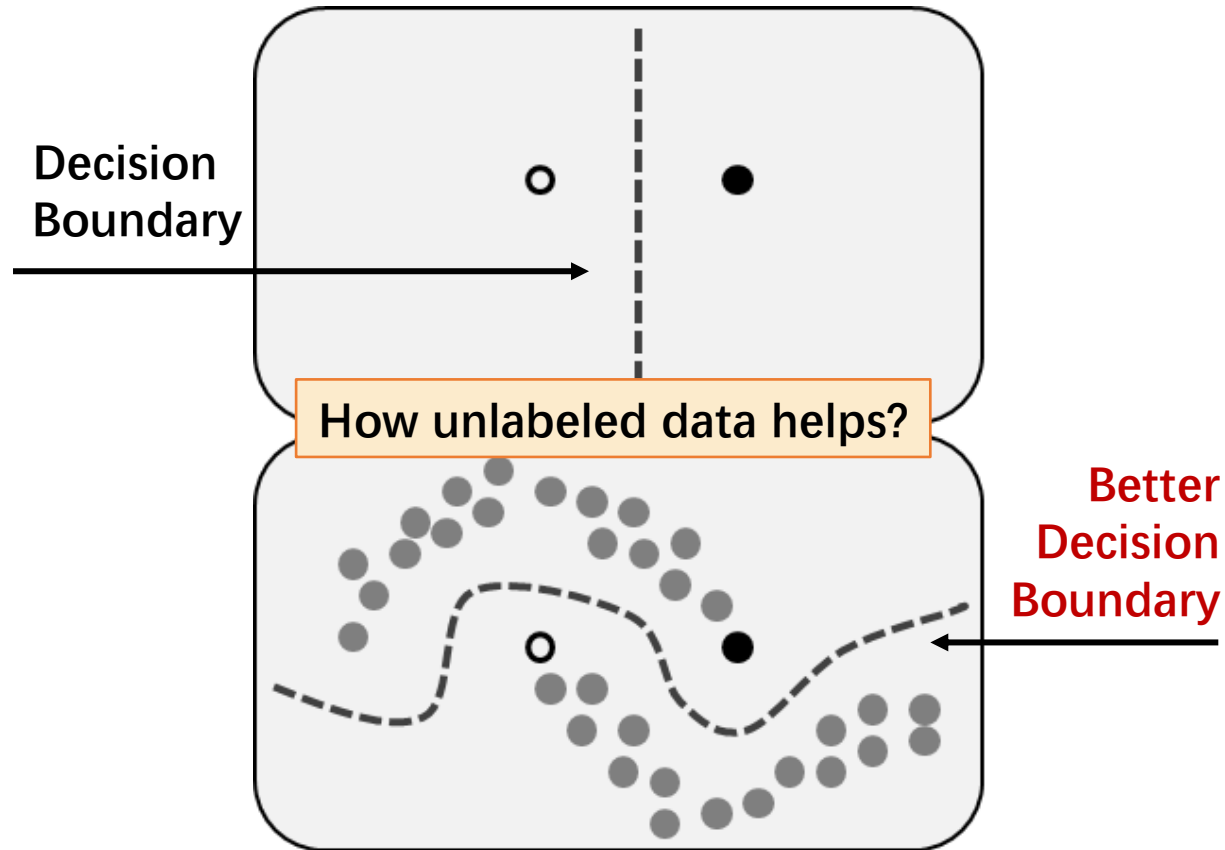 Decision
Boundary
How unlabeled data helps?
Better
Decision
Boundary